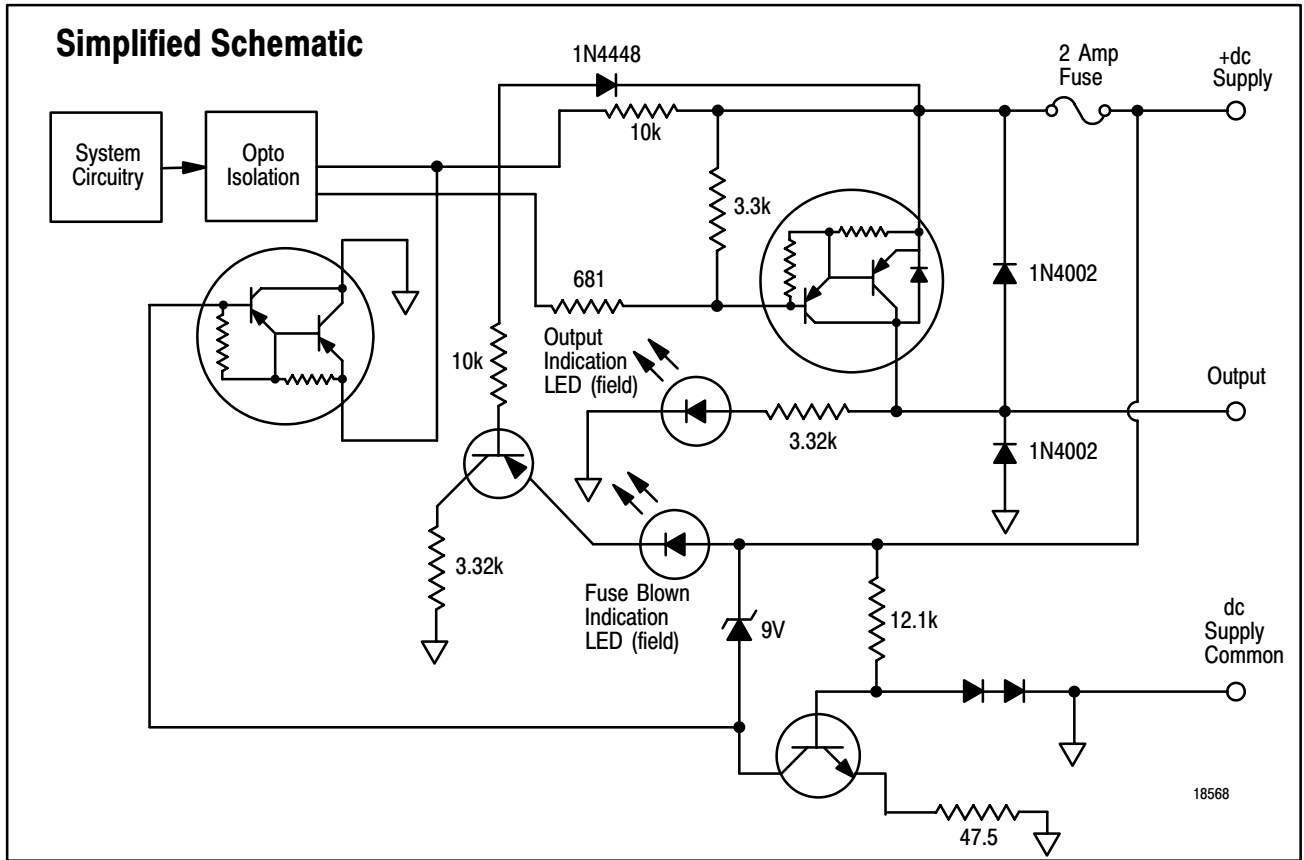 Simplified Schematic
1N4448
2 Amp
Fuse
+dc
Supply
10k
System
Circuitry
Opto
Isolation
3.3k
1N4002
681
10k
Output
Indication
LED (field)
Output
3.32k
1N4002
3.32k
Fuse Blown
Indication
LED (field)
9V
12.1k
dc
Supply
Common
18568
47.5